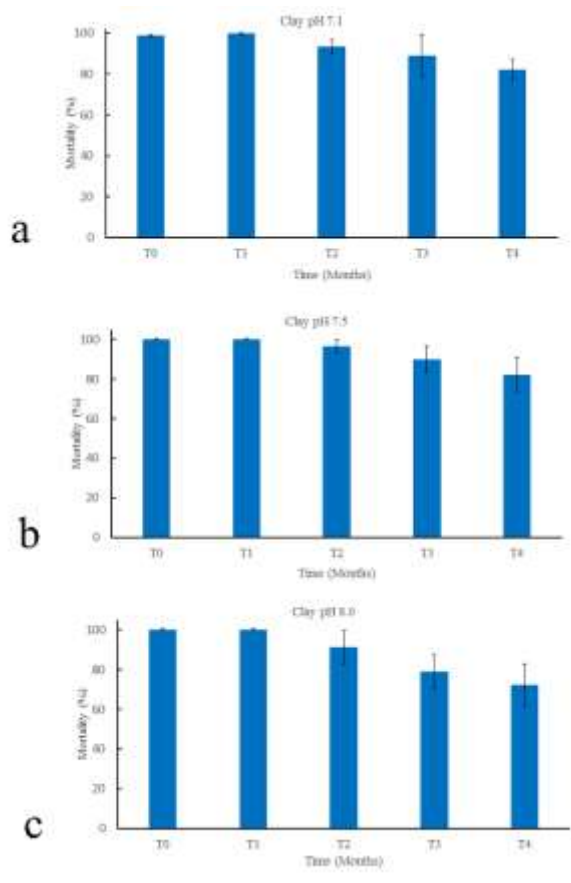 Clay pH 7.1
100
80
60
40
20
0
Mortality (%)
T0 T1 T2 T3 T4
Time (Months)
a
Clay pH 7.5
100
80
60
40
20
0
Mortality (%)
T0 T1 T2 T3 T4
Time (Months)
b
Clay pH 8.0
100
80
60
40
20
0
Mortality (%)
T0 T1 T2 T3 T4
Time (Months)
c